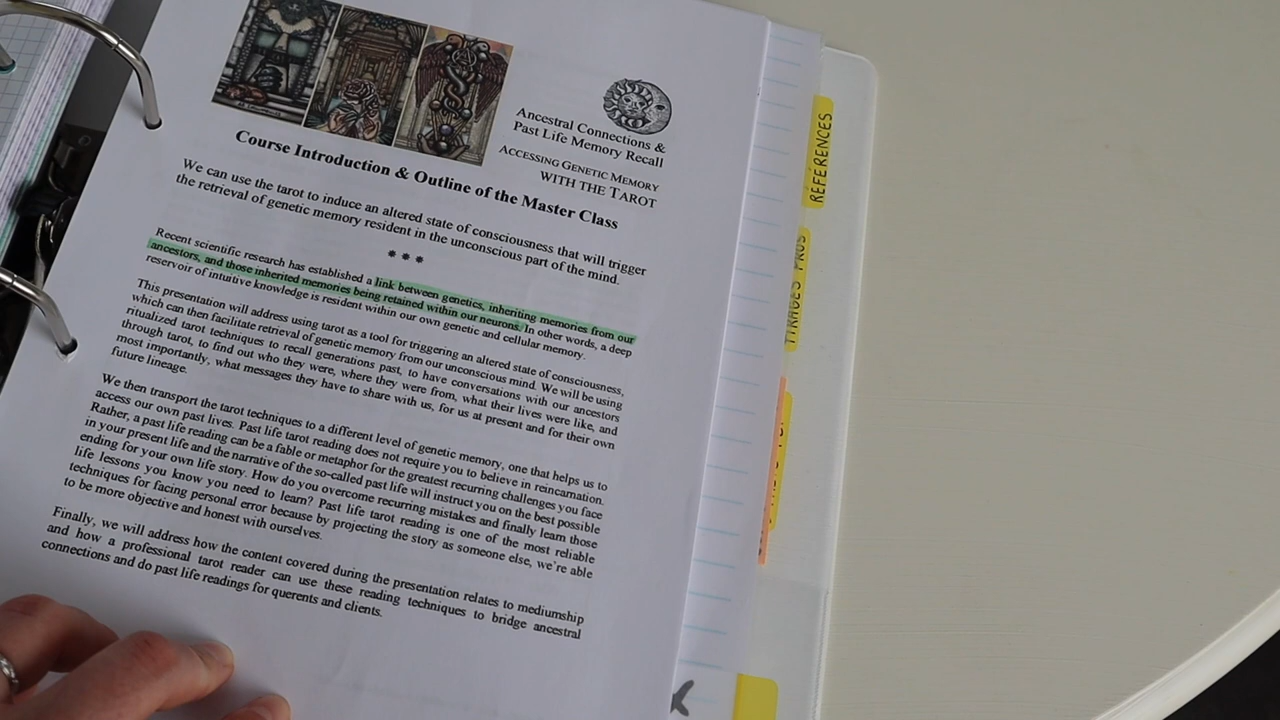 Ancestral Connections &
Past Life Memory Recall
ACCESSING GENETIC MEMORY
WITH THE TAROT
Course Introduction & Outline of the Master Class
We can use the tarot to induce an altered state of consciousness that will trigger
the retrieval of genetic memory resident in the unconscious part of the mind.
* * *
Recent scientific research has established a link between genetics, inheriting memories from our
ancestors, and those inherited memories being retained within our neurons. In other words, a deep
reservoir of intuitive knowledge is resident within our own genetic and cellular memory.
This presentation will address using tarot as a tool for triggering an altered state of consciousness,
which can then facilitate retrieval of genetic memory from our unconscious mind. We will be using
ritualized tarot techniques to recall generations past, to have conversations with our ancestors
through tarot, to find out who they were, where they were from, what their lives were like, and
most importantly, what messages they have to share with us, for us at present and for their own
future lineage.
We then transport the tarot techniques to a different level of genetic memory, one that helps us to
access our own past lives. Past life tarot reading does not require you to believe in reincarnation.
Rather, a past life reading can be a fable or metaphor for the greatest recurring challenges you face
in your present life and the narrative of the so-called past life will instruct you on the best possible
ending for your own life story. How do you overcome recurring mistakes and finally learn those
life lessons you know you need to learn? Past life tarot reading is one of the most reliable
techniques for facing personal error because by projecting the story as someone else, we're able
to be more objective and honest with ourselves.
Finally, we will address how the content covered during the presentation relates to mediumship
and how a professional tarot reader can use these reading techniques to bridge ancestral
connections and do past life readings for querents and clients.
RÉFÉRENCES
TIRAGES PROS